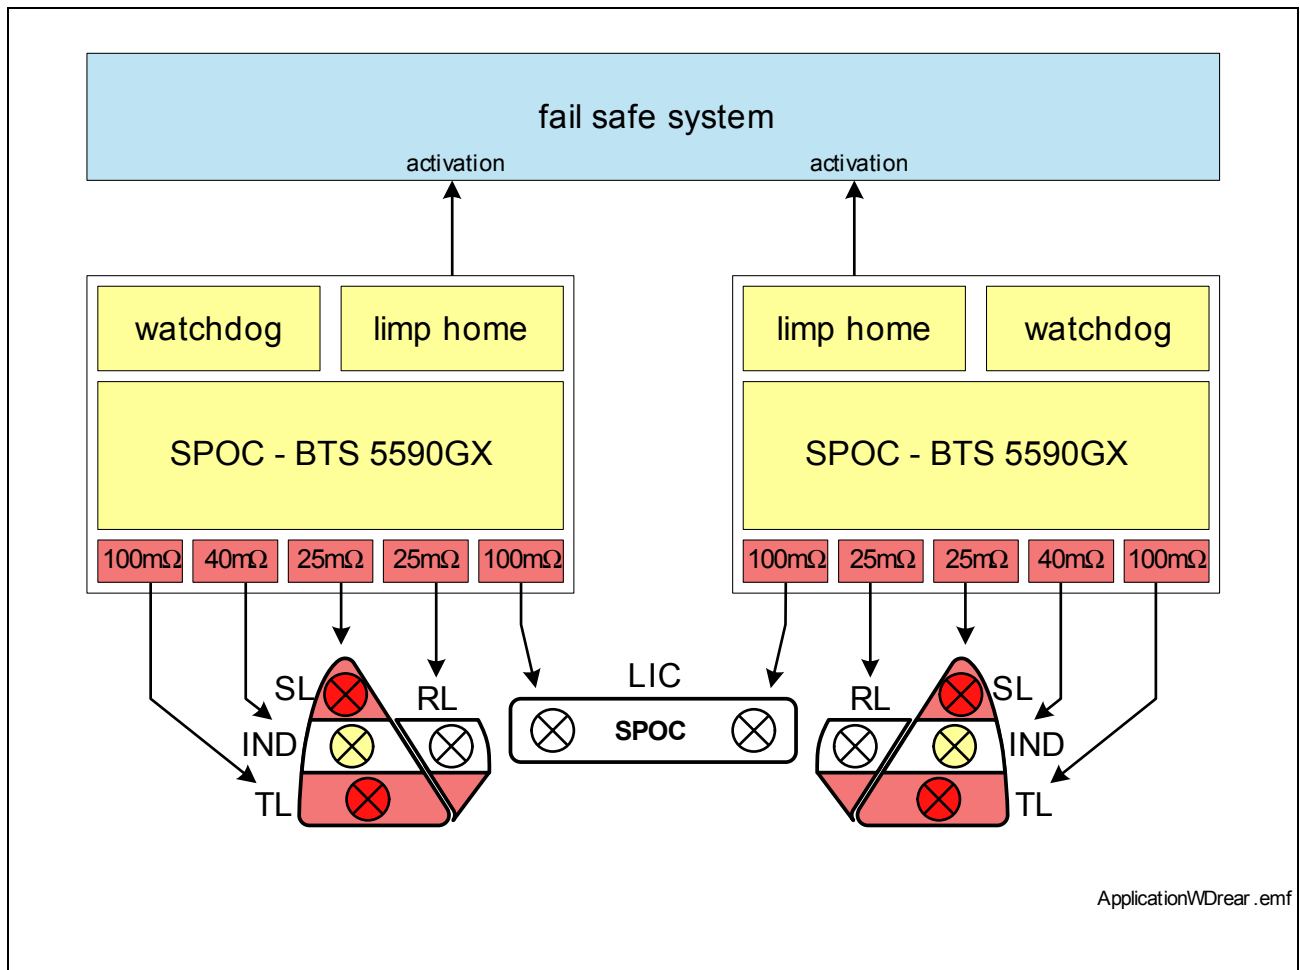 fail safe system
activation activation
watchdog limp home limp home watchdog
SPOC - BTS 5590GX SPOC - BTS 5590GX
100mΩ 40mΩ 25mΩ 25mΩ 100mΩ 100mΩ 25mΩ 25mΩ 40mΩ 100mΩ
SL RL LIC RL SL
IND SPOC IND
TL TL
ApplicationWDrear.emf